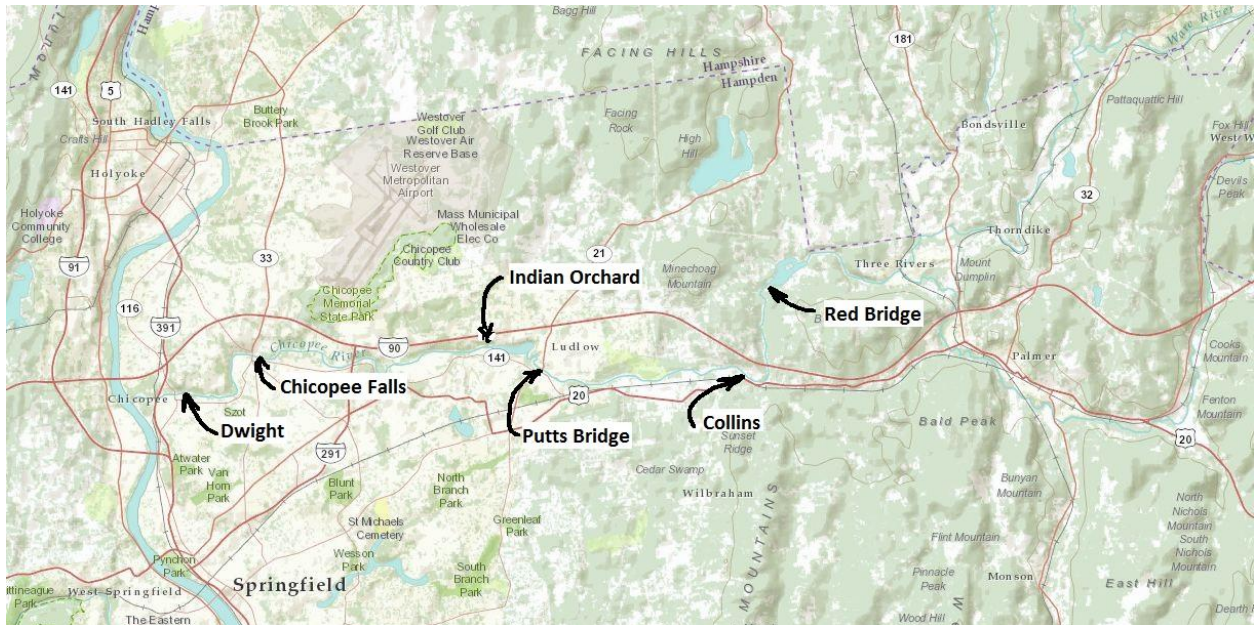 Bagg Hill
Ware River
FACING HILLS
181
Hampshire
Hampden
141
5
Pattaquattic Hill
Buttery
Brook Park
South Hadley Falls
Westover
Golf Club
Westover Air
Reserve Base
Facing
Rock
Bondsville
Fox Hill
Crafts Hill
High
Hill
Westover
Metropolitan
Airport
Holyoke
Devils
Peak
32
Holyoke
Community
College
Mass Municipal
Wholesale
Elec Co
Thorndike
Chicopee
Country Club
33
21
91
Three Rivers
Mount
Dumplin
Minechoag
Mountain
Indian Orchard
Chicopee
Memorial
State Park
116
Red Bridge
391
Chicopee River
90
141
Ludlow
Cooks
Mountain
Palmer
Chicopee Falls
Chicopee
20
Szot
Fenton
Mountain
Dwight
Putts Bridge
Collins
Bald Peak
Sunset
Ridge
20
291
Atwater
Park
Van
Horn
Park
Blunt
Park
North
Branch
Park
Cedar Swamp
Bunyan
Mountain
Wilbraham
North
Nichols
Mountain
South
Nichols
Mountain
St Michaels
Cemetery
Greenleaf
Park
Flint Mountain
Wesson
Park
Pynchon
Park
South
Branch
Park
MOUNTAINS
Pinnacle
Peak
Monson
East Hill
Springfield
West Springfield
ittineague
Park
The Eastern
Wood Hill
Dearth